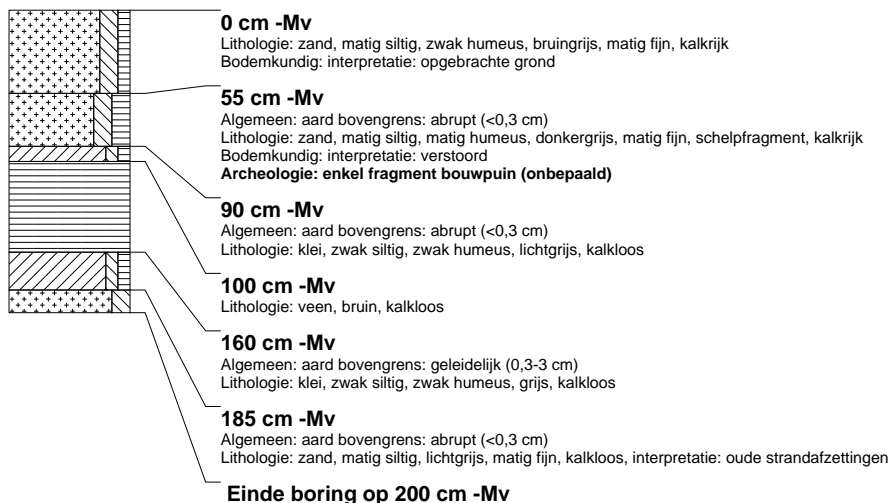 0 cm -Mv
Lithologie: zand, matig siltig, zwak humeus, bruingrijs, matig fijn, kalkrijk
Bodemkundig: interpretatie: opgebrachte grond
55 cm -Mv
Algemeen: aard bovengrens: abrupt (<0,3 cm)
Lithologie: zand, matig siltig, matig humeus, donkergrijs, matig fijn, schelpfragment, kalkrijk
Bodemkundig: interpretatie: verstoord
Archeologie: enkel fragment bouwpuin (onbepaald)
90 cm -Mv
Algemeen: aard bovengrens: abrupt (<0,3 cm)
Lithologie: klei, zwak siltig, zwak humeus, lichtgrijs, kalkloos
100 cm -Mv
Lithologie: veen, bruin, kalkloos
160 cm -Mv
Algemeen: aard bovengrens: geleidelijk (0,3-3 cm)
Lithologie: klei, zwak siltig, zwak humeus, grijs, kalkloos
185 cm -Mv
Algemeen: aard bovengrens: abrupt (<0,3 cm)
Lithologie: zand, matig siltig, lichtgrijs, matig fijn, kalkloos, interpretatie: oude strandafzettingen
Einde boring op 200 cm -Mv